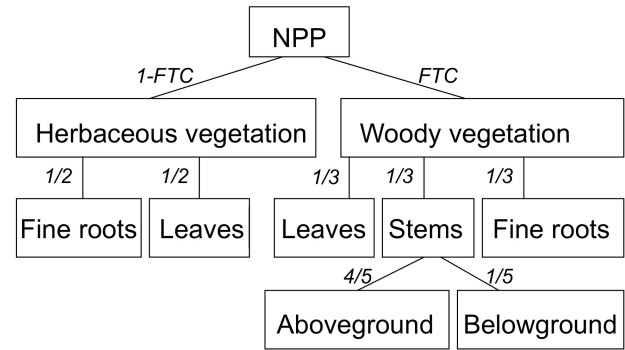 NPP
1-FTC
FTC
Herbaceous vegetation
Woody vegetation
1/2
1/2
1/3
1/3
1/3
Fine roots
Leaves
Leaves
Stems
Fine roots
4/5
1/5
Aboveground
Belowground